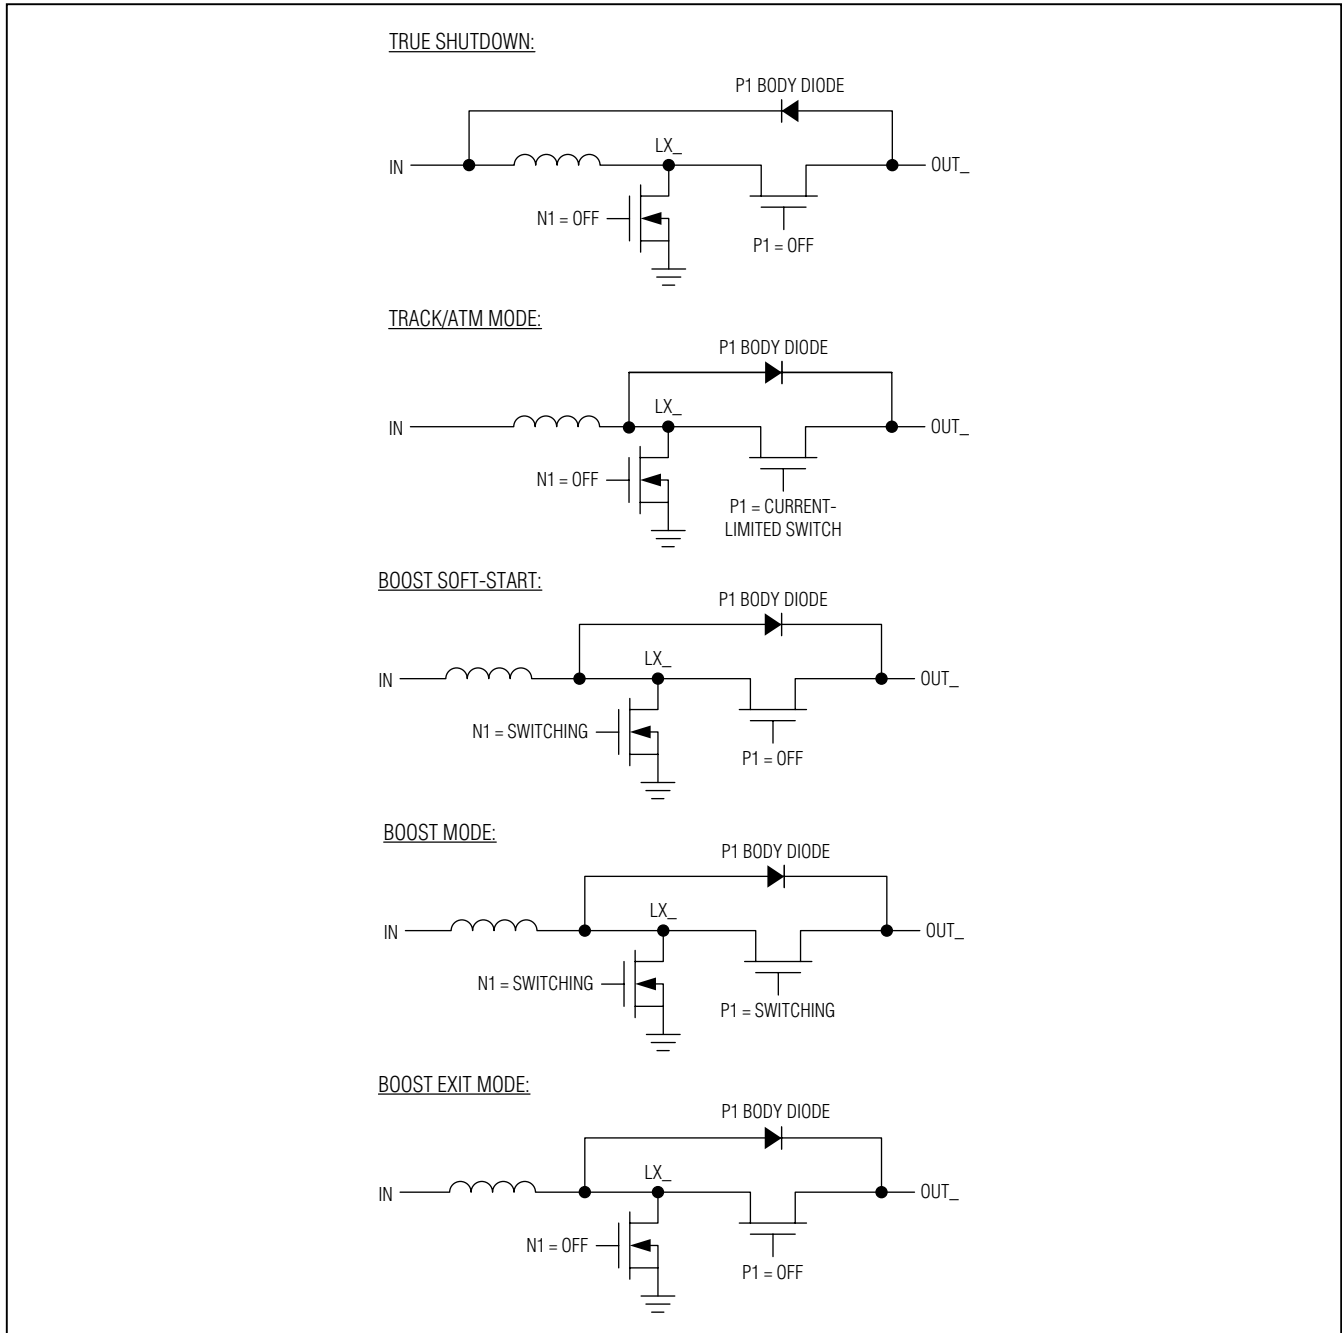 TRUE SHUTDOWN:
P1 BODY DIODE
IN
LX_
OUT_
N1 = OFF
P1 = OFF
TRACK/ATM MODE:
P1 BODY DIODE
IN
LX_
OUT_
N1 = OFF
P1 = CURRENT-
LIMITED SWITCH
BOOST SOFT-START:
P1 BODY DIODE
IN
LX_
OUT_
N1 = SWITCHING
P1 = OFF
BOOST MODE:
P1 BODY DIODE
IN
LX_
OUT_
N1 = SWITCHING
P1 = SWITCHING
BOOST EXIT MODE:
P1 BODY DIODE
IN
LX_
OUT_
N1 = OFF
P1 = OFF